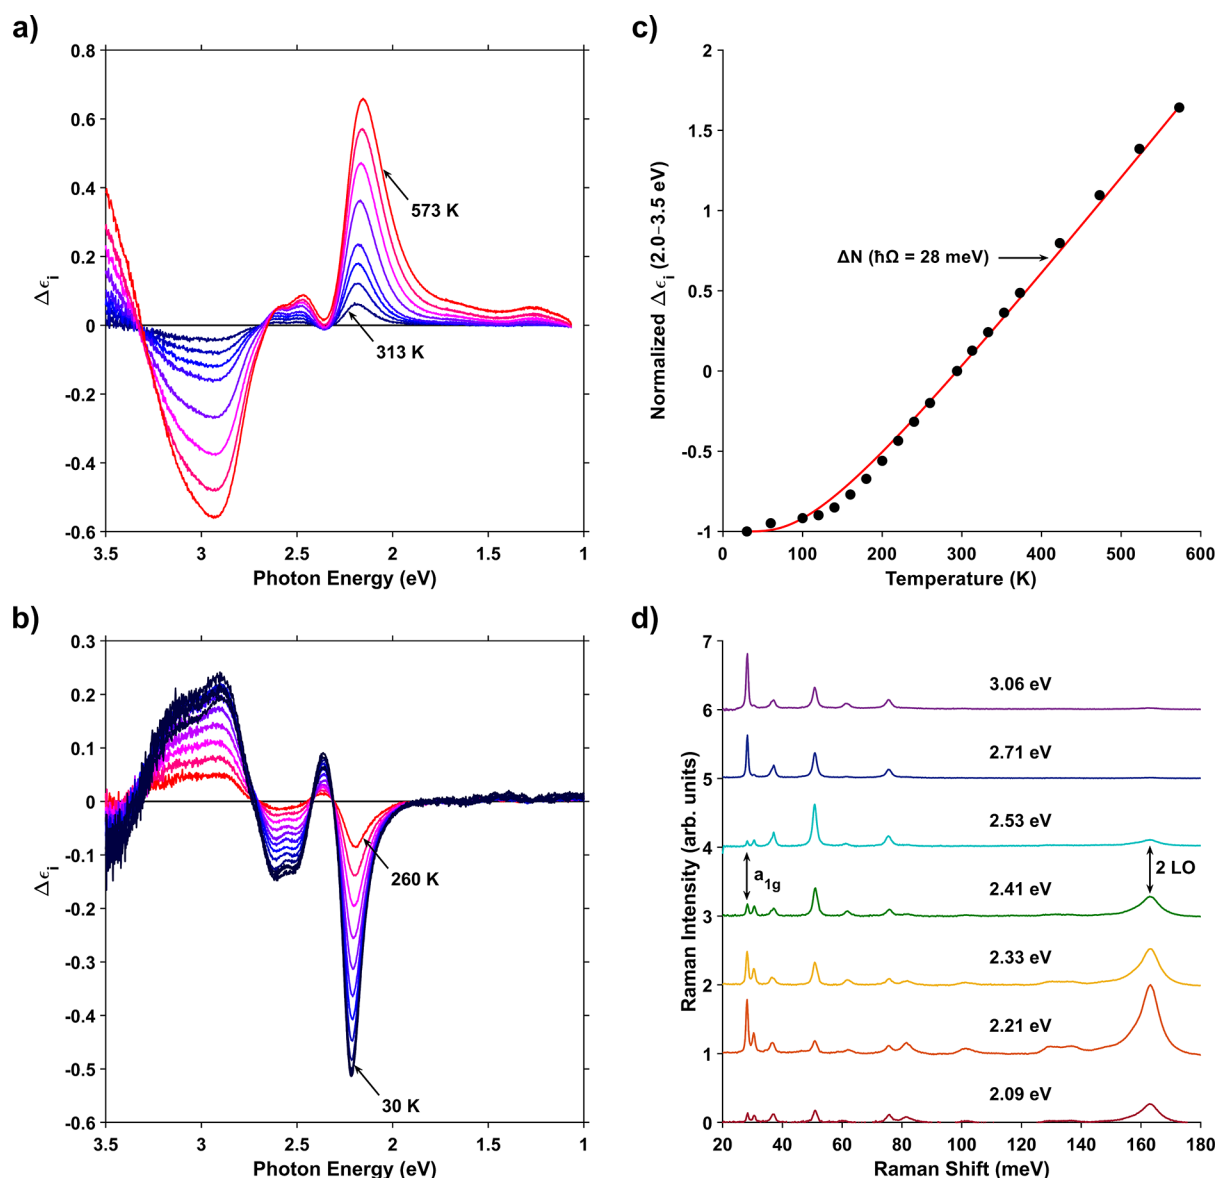 a)
Δϵi
0.8
0.6
0.4
0.2
0
-0.2
-0.4
-0.6
573 K
313 K
3.5 3 2.5 2 1.5 1
Photon Energy (eV)
b)
Δϵi
0.3
0.2
0.1
0
-0.1
-0.2
-0.3
-0.4
-0.5
-0.6
260 K
30 K
3.5 3 2.5 2 1.5 1
Photon Energy (eV)
c)
Normalized Δϵi (2.0–3.5 eV)
2
1.5
1
0.5
0
-0.5
-1
ΔN (ħΩ = 28 meV)
0 100 200 300 400 500 600
Temperature (K)
d)
Raman Intensity (arb. units)
7
6
5
4
3
2
1
0
3.06 eV
2.71 eV
2.53 eV
a1g
2 LO
2.41 eV
2.33 eV
2.21 eV
2.09 eV
20 40 60 80 100 120 140 160 180
Raman Shift (meV)